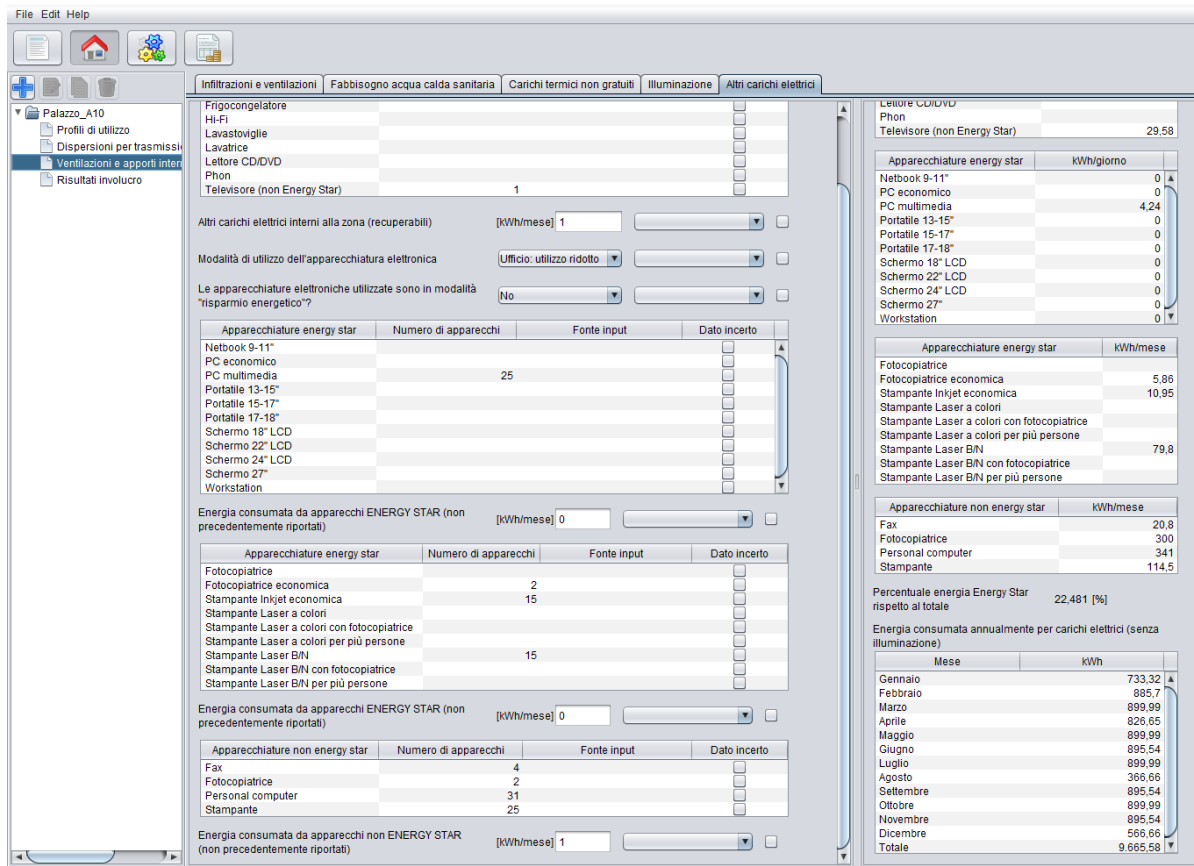 File Edit Help
Infiltrazioni e ventilazioni Fabbisogno acqua calda sanitaria Carichi termici non gratuiti Illuminazione Altri carichi elettrici
Palazzo_A10
Profili di utilizzo
Dispersioni per trasmissi
Ventilazioni e apporti intern
Risultati involucro
Frigocongelatore
Hi-Fi
Lavastoviglie
Lavatrice
Lettore CD/DVD
Phon
Televisore (non Energy Star) 1
Altri carichi elettrici interni alla zona (recuperabili) [kWh/mese] 1
Modalità di utilizzo dell'apparecchiatura elettronica Ufficio: utilizzo ridotto
Le apparecchiature elettroniche utilizzate sono in modalità
"risparmio energetico"? No
Apparecchiature energy star Numero di apparecchi Fonte input Dato incerto
Netbook 9-11"
PC economico
PC multimedia 25
Portatile 13-15"
Portatile 15-17"
Portatile 17-18"
Schermo 18" LCD
Schermo 22" LCD
Schermo 24" LCD
Schermo 27"
Workstation
Energia consumata da apparecchi ENERGY STAR (non
precedentemente riportati) [kWh/mese] 0
Apparecchiature energy star Numero di apparecchi Fonte input Dato incerto
Fotocopiatrice
Fotocopiatrice economica 2
Stampante Inkjet economica 15
Stampante Laser a colori
Stampante Laser a colori con fotocopiatrice
Stampante Laser a colori per più persone
Stampante Laser B/N 15
Stampante Laser B/N con fotocopiatrice
Stampante Laser B/N per più persone
Energia consumata da apparecchi ENERGY STAR (non
precedentemente riportati) [kWh/mese] 0
Apparecchiature non energy star Numero di apparecchi Fonte input Dato incerto
Fax 4
Fotocopiatrice 2
Personal computer 31
Stampante 25
Energia consumata da apparecchi non ENERGY STAR
(non precedentemente riportati) [kWh/mese] 1
Lettore CD/DVD
Phon
Televisore (non Energy Star) 29,58
Apparecchiature energy star kWh/giorno
Netbook 9-11" 0
PC economico 0
PC multimedia 4,24
Portatile 13-15" 0
Portatile 15-17" 0
Portatile 17-18" 0
Schermo 18" LCD 0
Schermo 22" LCD 0
Schermo 24" LCD 0
Schermo 27" 0
Workstation 0
Apparecchiature energy star kWh/mese
Fotocopiatrice
Fotocopiatrice economica 5,86
Stampante Inkjet economica 10,95
Stampante Laser a colori
Stampante Laser a colori con fotocopiatrice
Stampante Laser a colori per più persone
Stampante Laser B/N 79,8
Stampante Laser B/N con fotocopiatrice
Stampante Laser B/N per più persone
Apparecchiature non energy star kWh/mese
Fax 20,8
Fotocopiatrice 300
Personal computer 341
Stampante 114,5
Percentuale energia Energy Star
rispetto al totale 22,481 [%]
Energia consumata annualmente per carichi elettrici (senza
illuminazione)
Mese kWh
Gennaio 733,32
Febbraio 885,7
Marzo 899,99
Aprile 826,65
Maggio 899,99
Giugno 895,54
Luglio 899,99
Agosto 366,66
Settembre 895,54
Ottobre 899,99
Novembre 895,54
Dicembre 566,66
Totale 9.665,58